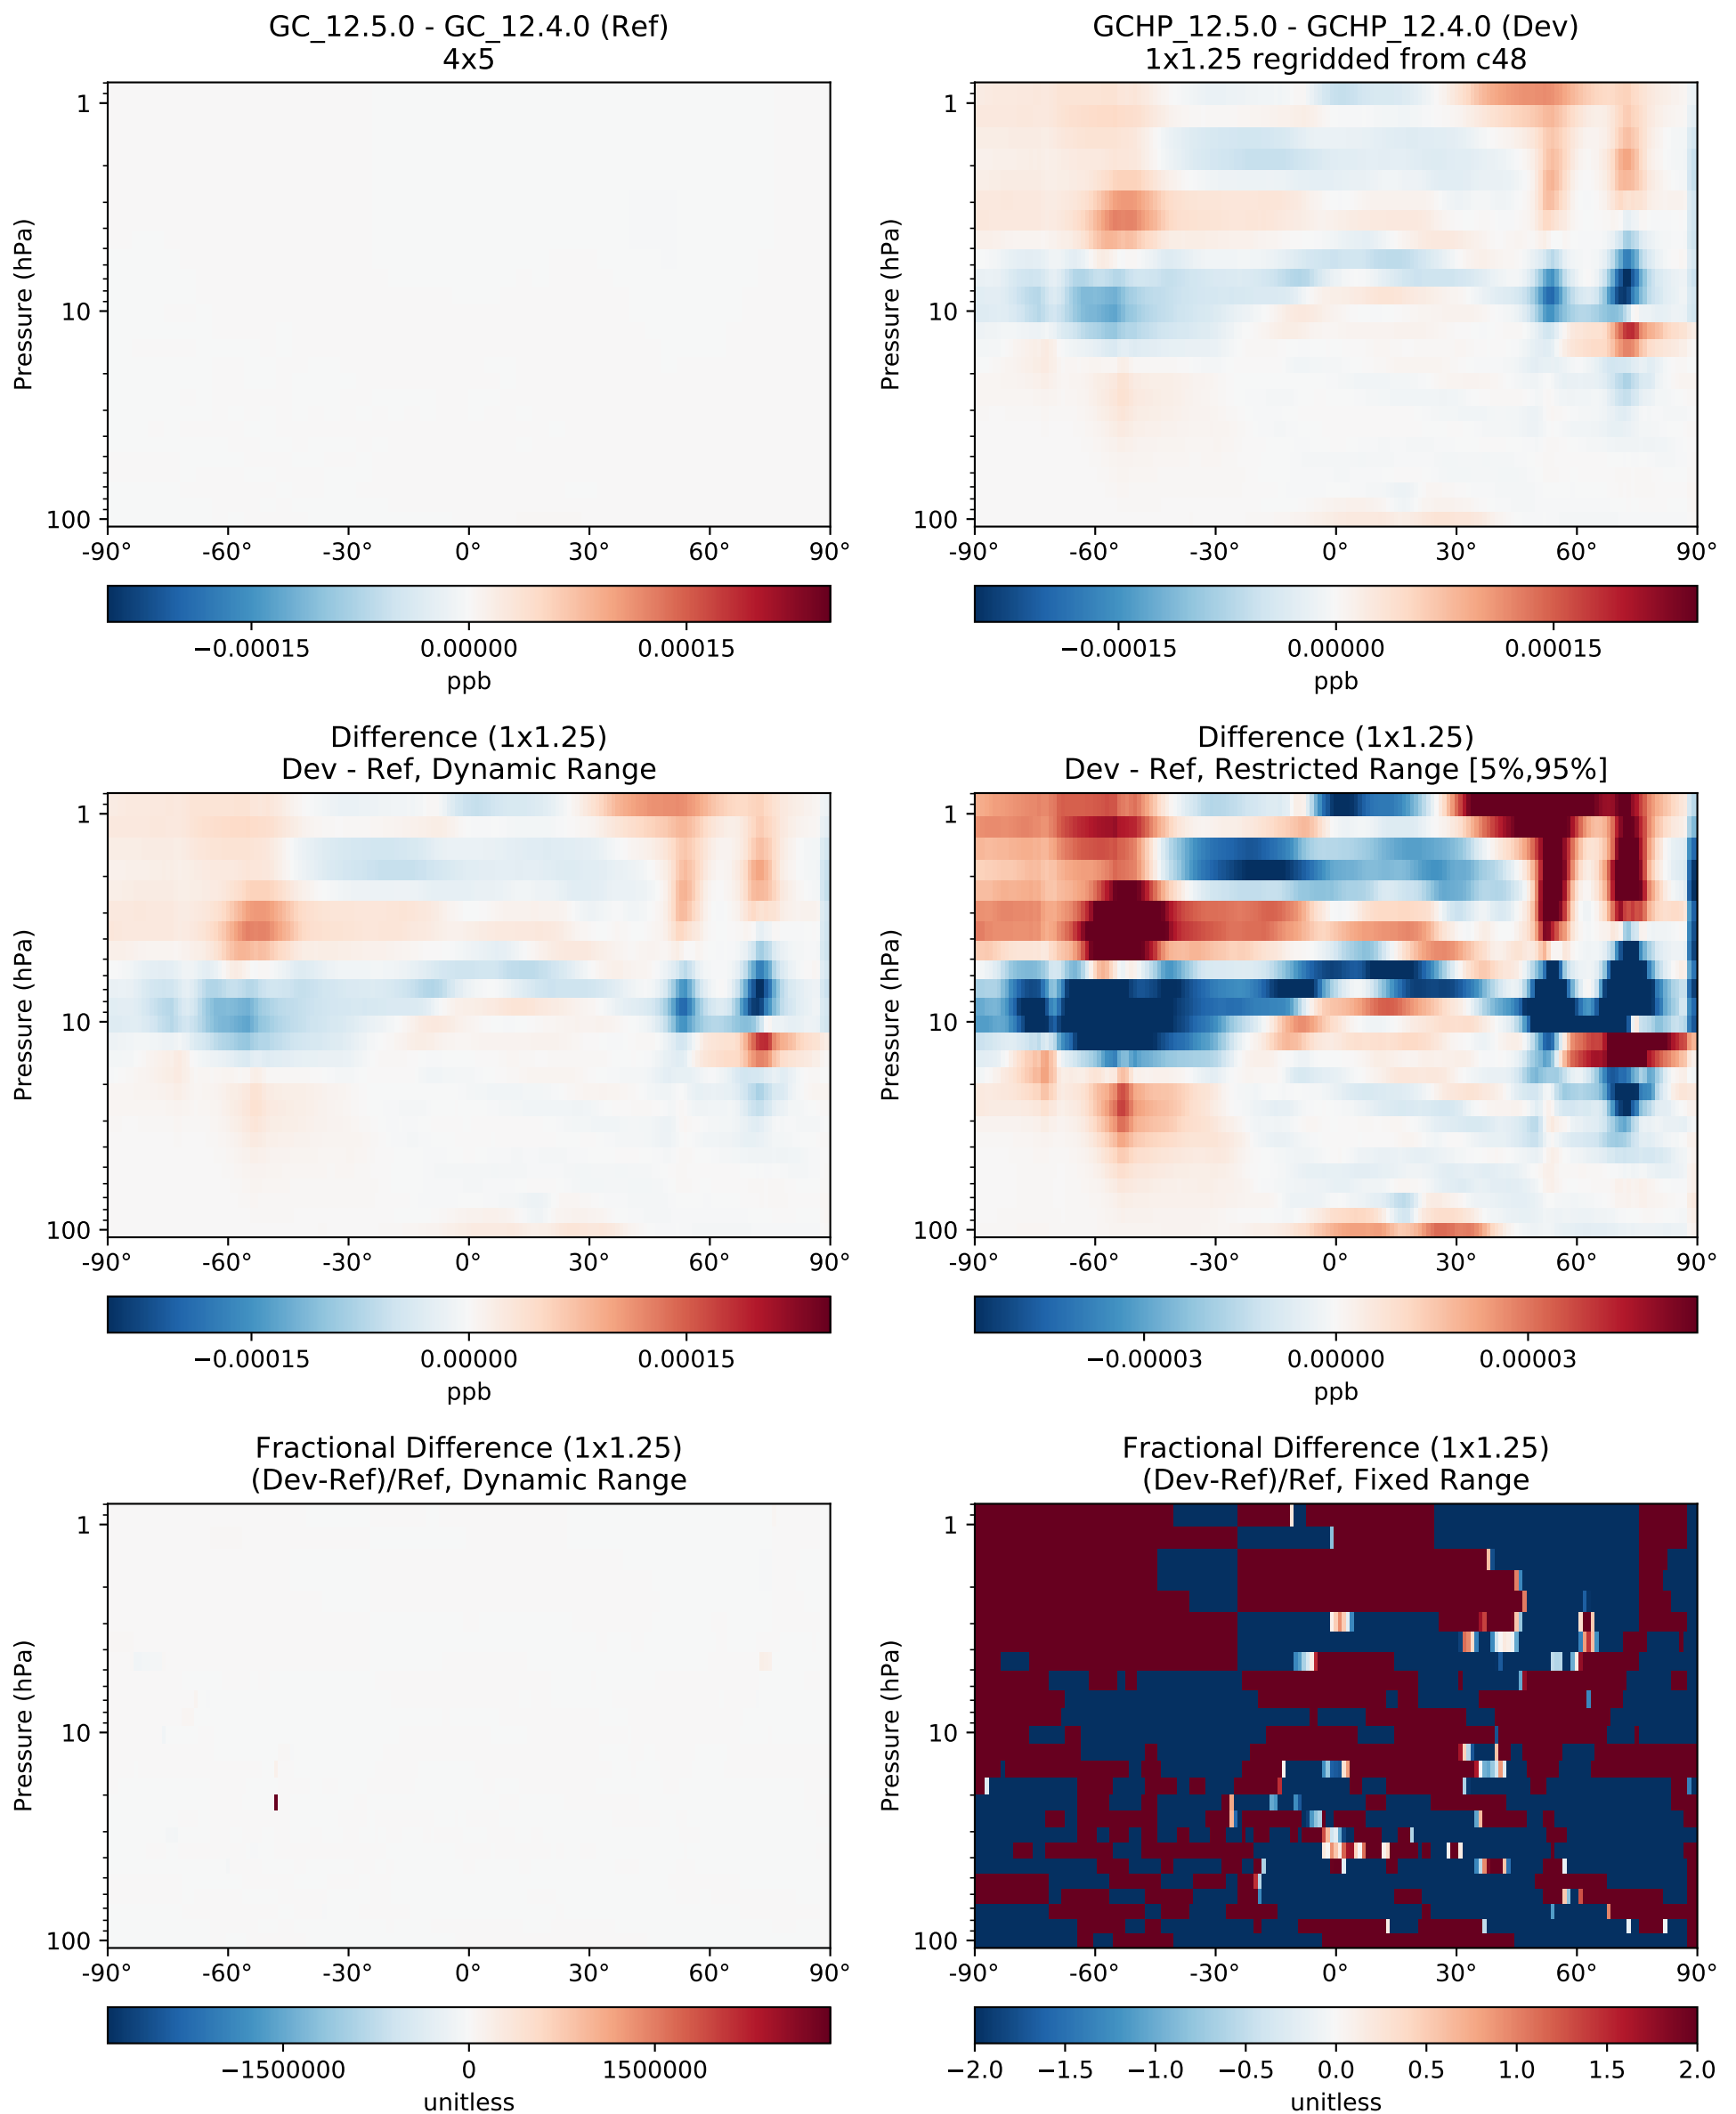 GC_12.5.0 - GC_12.4.0 (Ref)
4x5
Pressure (hPa)
1
10
100
-90° -60° -30° 0° 30° 60° 90°
−0.00015 0.00000 0.00015
ppb
GCHP_12.5.0 - GCHP_12.4.0 (Dev)
1x1.25 regridded from c48
Pressure (hPa)
1
10
100
-90° -60° -30° 0° 30° 60° 90°
−0.00015 0.00000 0.00015
ppb
Difference (1x1.25)
Dev - Ref, Dynamic Range
Pressure (hPa)
1
10
100
-90° -60° -30° 0° 30° 60° 90°
−0.00015 0.00000 0.00015
ppb
Difference (1x1.25)
Dev - Ref, Restricted Range [5%,95%]
Pressure (hPa)
1
10
100
-90° -60° -30° 0° 30° 60° 90°
−0.00003 0.00000 0.00003
ppb
Fractional Difference (1x1.25)
(Dev-Ref)/Ref, Dynamic Range
Pressure (hPa)
1
10
100
-90° -60° -30° 0° 30° 60° 90°
−1500000 0 1500000
unitless
Fractional Difference (1x1.25)
(Dev-Ref)/Ref, Fixed Range
Pressure (hPa)
1
10
100
-90° -60° -30° 0° 30° 60° 90°
−2.0 −1.5 −1.0 −0.5 0.0 0.5 1.0 1.5 2.0
unitless